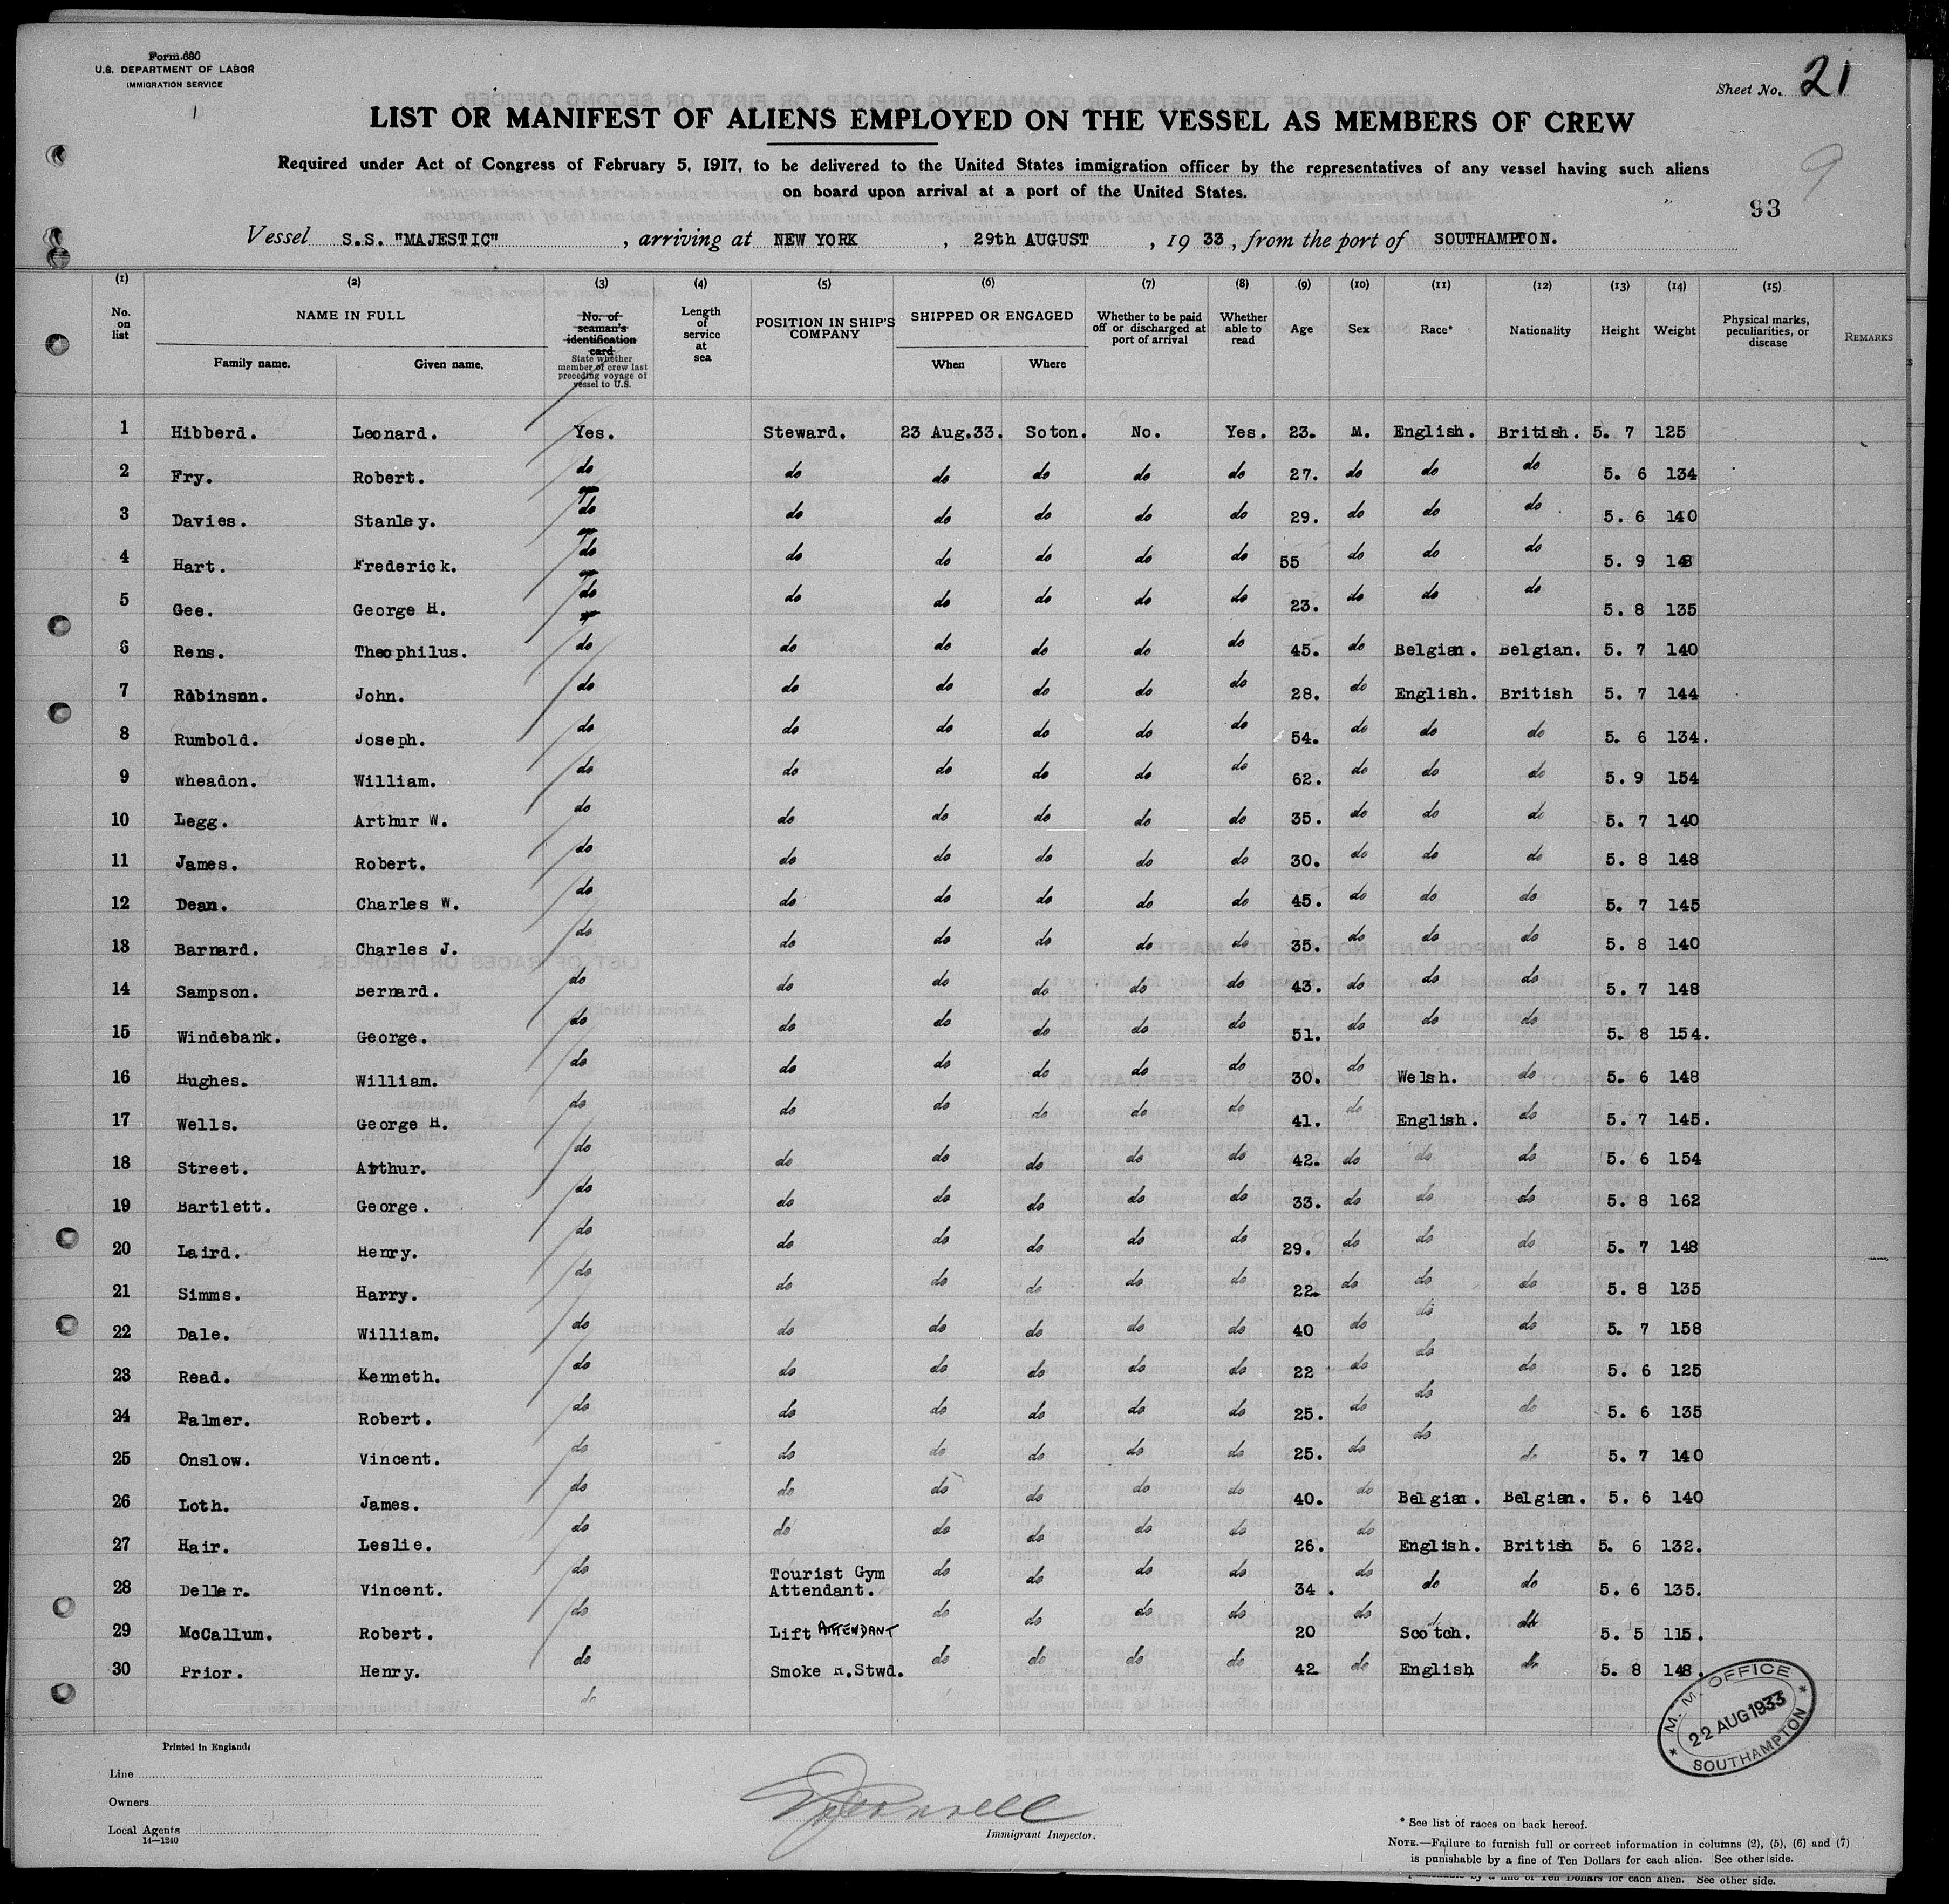 Form 680
U.S. DEPARTMENT OF LABOR
IMMIGRATION SERVICE
1
Sheet No. 21
LIST OR MANIFEST OF ALIENS EMPLOYED ON THE VESSEL AS MEMBERS OF CREW
Required under Act of Congress of February 5, 1917, to be delivered to the United States immigration officer by the representatives of any vessel having such aliens
on board upon arrival at a port of the United States.
9
93
Vessel S.S. "MAJESTIC" , arriving at NEW YORK , 29th AUGUST , 19 33 , from the port of SOUTHAMPTON.
(1) (2) (3) (4) (5) (6) (7) (8) (9) (10) (11) (12) (13) (14) (15)
No. on list NAME IN FULL Family name. Given name. No. of seaman's identification card State whether member of crew last preceding voyage of vessel to U.S. Length of service at sea POSITION IN SHIP'S COMPANY SHIPPED OR ENGAGED When Where Whether to be paid off or discharged at port of arrival Whether able to read Age Sex Race* Nationality Height Weight Physical marks, peculiarities, or disease REMARKS
1 Hibberd. Leonard. Yes. Steward. 23 Aug.33. Soton. No. Yes. 23. M. English. British. 5. 7 125
2 Fry. Robert. do do do do do do 27. do do do 5. 6 134
3 Davies. Stanley. do do do do do do 29. do do do 5. 6 140
4 Hart. Frederick. do do do do do do 55 do do do 5. 9 148
5 Gee. George H. do do do do do do 23. do do do 5. 8 135
6 Rens. Theophilus. do do do do do do 45. do Belgian. Belgian. 5. 7 140
7 Robinson. John. do do do do do do 28. do English. British 5. 7 144
8 Rumbold. Joseph. do do do do do do 54. do do do 5. 6 134.
9 Wheadon. William. do do do do do do 62. do do do 5. 9 154
10 Legg. Arthur W. do do do do do do 35. do do do 5. 7 140
11 James. Robert. do do do do do do 30. do do do 5. 8 148
12 Dean. Charles W. do do do do do do 45. do do do 5. 7 145
13 Barnard. Charles J. do do do do do do 35. do do do 5. 8 140
14 Sampson. Bernard. do do do do do do 43. do do do 5. 7 148
15 Windebank. George. do do do do do do 51. do do do 5. 8 154.
16 Hughes. William. do do do do do do 30. do Welsh. do 5. 6 148
17 Wells. George H. do do do do do do 41. do English. do 5. 7 145.
18 Street. Arthur. do do do do do do 42. do do do 5. 6 154
19 Bartlett. George. do do do do do do 33. do do do 5. 8 162
20 Laird. Henry. do do do do do do 29. do do do 5. 7 148
21 Simms. Harry. do do do do do do 22. do do do 5. 8 135
22 Dale. William. do do do do do do 40 do do do 5. 7 158
23 Read. Kenneth. do do do do do do 22 do do do 5. 6 125
24 Palmer. Robert. do do do do do do 25. do do do 5. 6 135
25 Onslow. Vincent. do do do do do do 25. do do do 5. 7 140
26 Loth. James. do do do do do do 40. do Belgian. Belgian. 5. 6 140
27 Hair. Leslie. do do do do do do 26. do English. British 5. 6 132.
28 Deller. Vincent. do Tourist Gym Attendant. do do do do 34. do do do 5. 6 135.
29 McCallum. Robert. do Lift ATTENDANT do do do do 20 do Scotch. do 5. 5 115.
30 Prior. Henry. do Smoke R.Stwd. do do do do 42 do English do 5. 8 148.
do
M. M. OFFICE
22 AUG 1933
SOUTHAMPTON
Printed in England.
Line
Owners
Local Agents
14—1240
Immigrant Inspector.
* See list of races on back hereof.
NOTE.—Failure to furnish full or correct information in columns (2), (5), (6) and (7)
is punishable by a fine of Ten Dollars for each alien. See other side.
punishable by a fine of Ten Dollars for each alien. See other side.